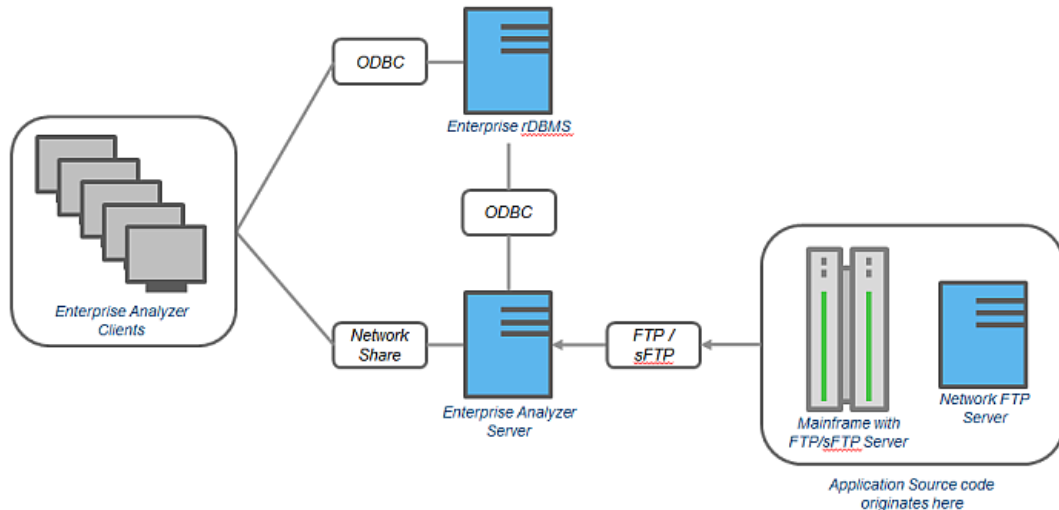 ODBC
Enterprise rDBMS
ODBC
Enterprise Analyzer
Clients
Network
Share
Enterprise Analyzer
Server
FTP /
sFTP
Mainframe with
FTP/sFTP Server
Network FTP
Server
Application Source code
originates here